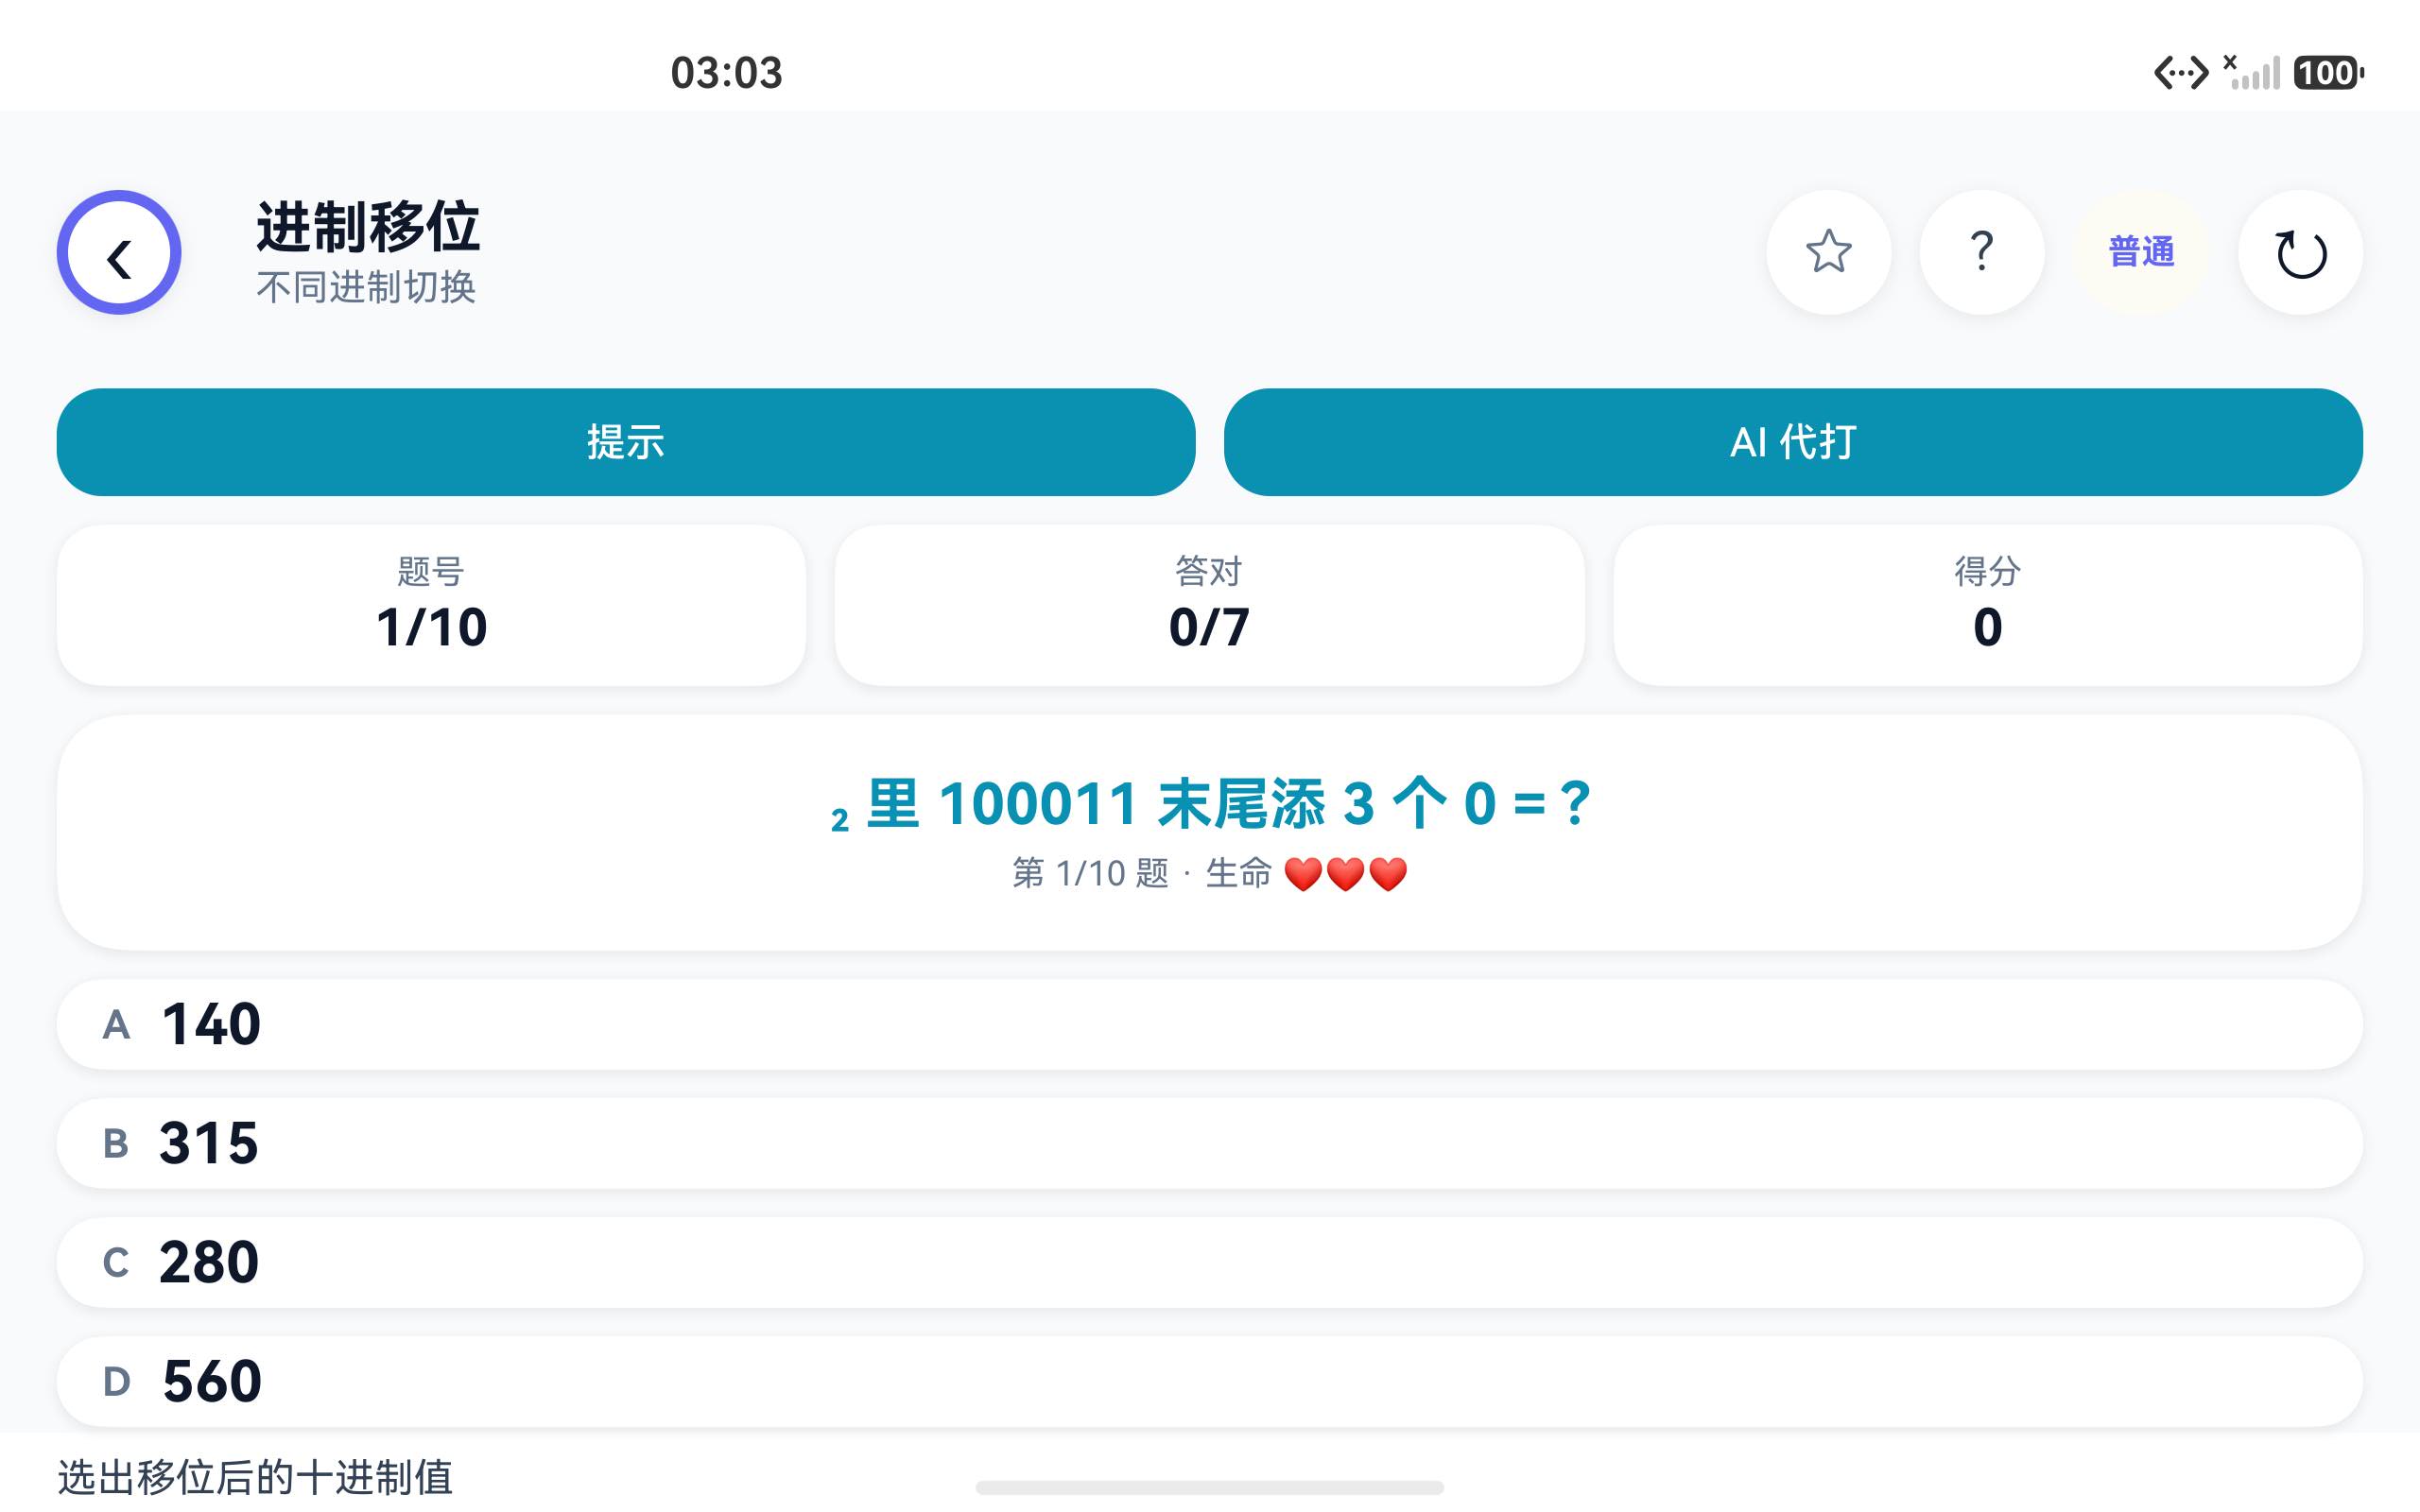 03:03
100
进制移位
不同进制切换
?
普通
提示
AI 代打
题号
1/10
答对
0/7
得分
0
₂ 里 100011 末尾添 3 个 0 = ?
第 1/10 题 · 生命 ❤️❤️❤️
A 140
B 315
C 280
D 560
选出移位后的十进制值